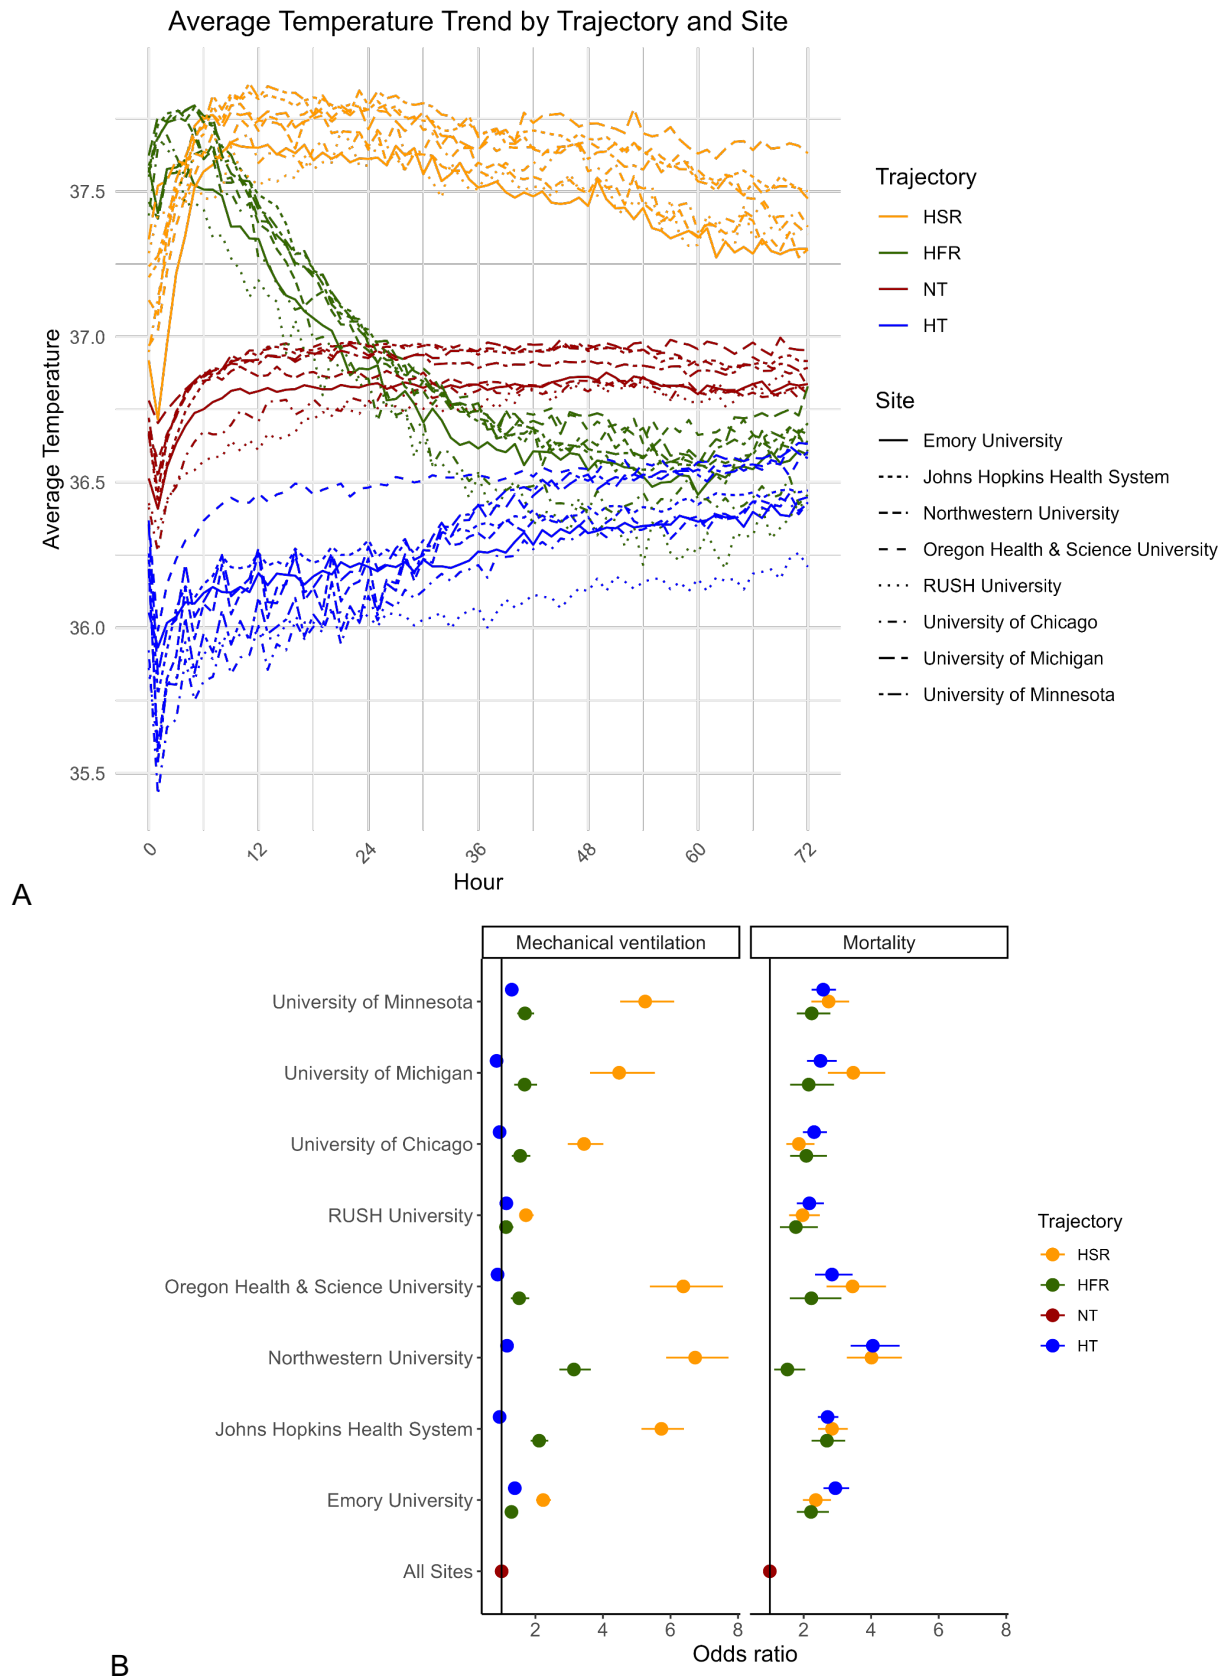 Average Temperature Trend by Trajectory and Site
Average Temperature
37.5
37.0
36.5
36.0
35.5
0
12
24
36
48
60
72
Hour
Trajectory
HSR
HFR
NT
HT
Site
Emory University
Johns Hopkins Health System
Northwestern University
Oregon Health & Science University
RUSH University
University of Chicago
University of Michigan
University of Minnesota
A
Mechanical ventilation
Mortality
University of Minnesota
University of Michigan
University of Chicago
RUSH University
Oregon Health & Science University
Northwestern University
Johns Hopkins Health System
Emory University
All Sites
2 4 6 8 2 4 6 8
Odds ratio
Trajectory
HSR
HFR
NT
HT
B